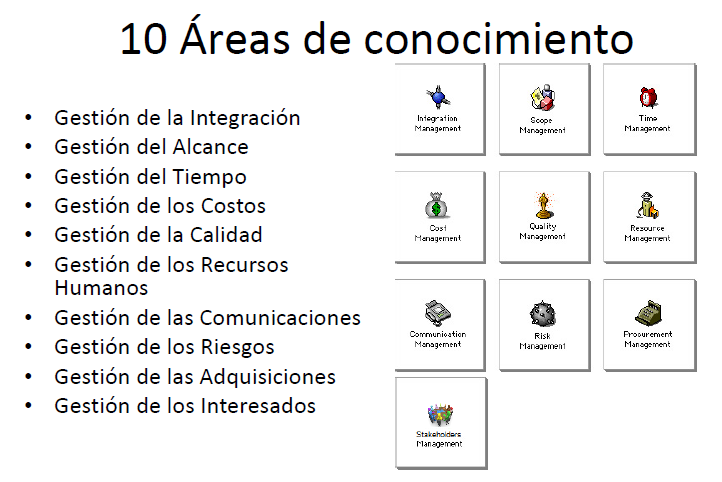 10 Áreas de conocimiento
• Gestión de la Integración
• Gestión del Alcance
• Gestión del Tiempo
• Gestión de los Costos
• Gestión de la Calidad
• Gestión de los Recursos
Humanos
• Gestión de las Comunicaciones
• Gestión de los Riesgos
• Gestión de las Adquisiciones
• Gestión de los Interesados
Integration
Management
Scope
Management
Time
Management
Cost
Management
Quality
Management
Resource
Management
Communication
Management
Risk
Management
Procurement
Management
Stakeholders
Management